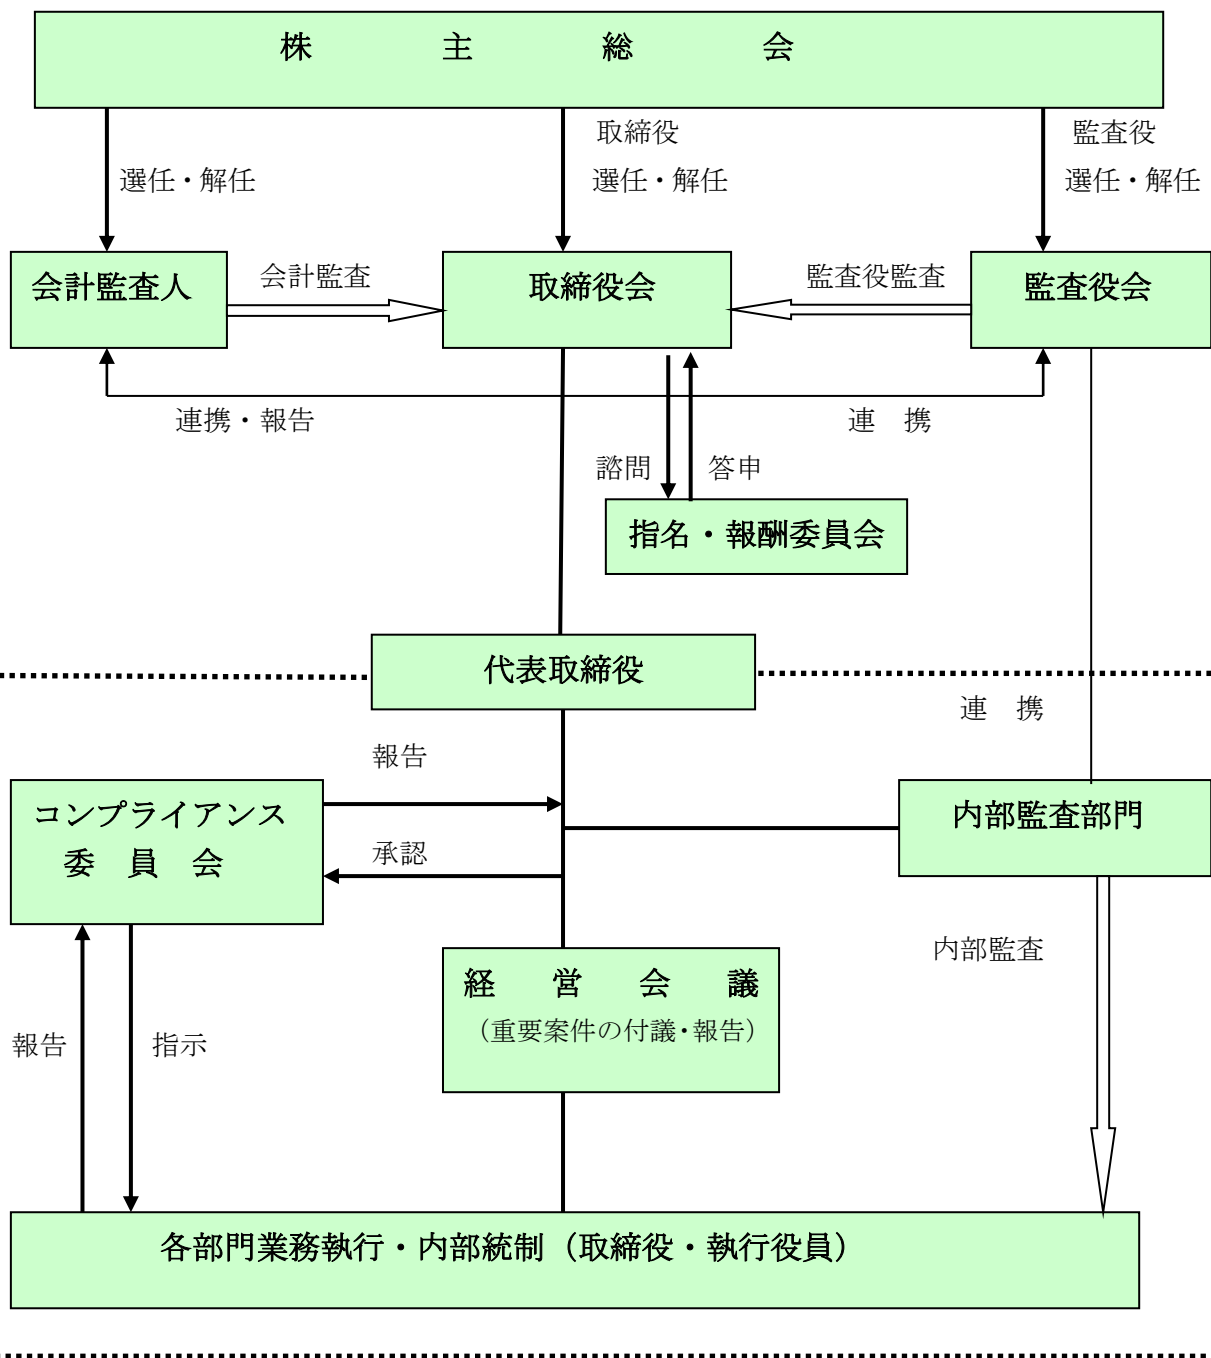 株　主　総　会
取締役
監査役
選任・解任
選任・解任
選任・解任
会計監査人
会計監査
取締役会
監査役監査
監査役会
連携・報告
連　携
諮問
答申
指名・報酬委員会
代表取締役
連　携
報告
コンプライアンス
委　員　会
内部監査部門
承認
内部監査
経　営　会　議
（重要案件の付議・報告）
報告
指示
各部門業務執行・内部統制（取締役・執行役員）